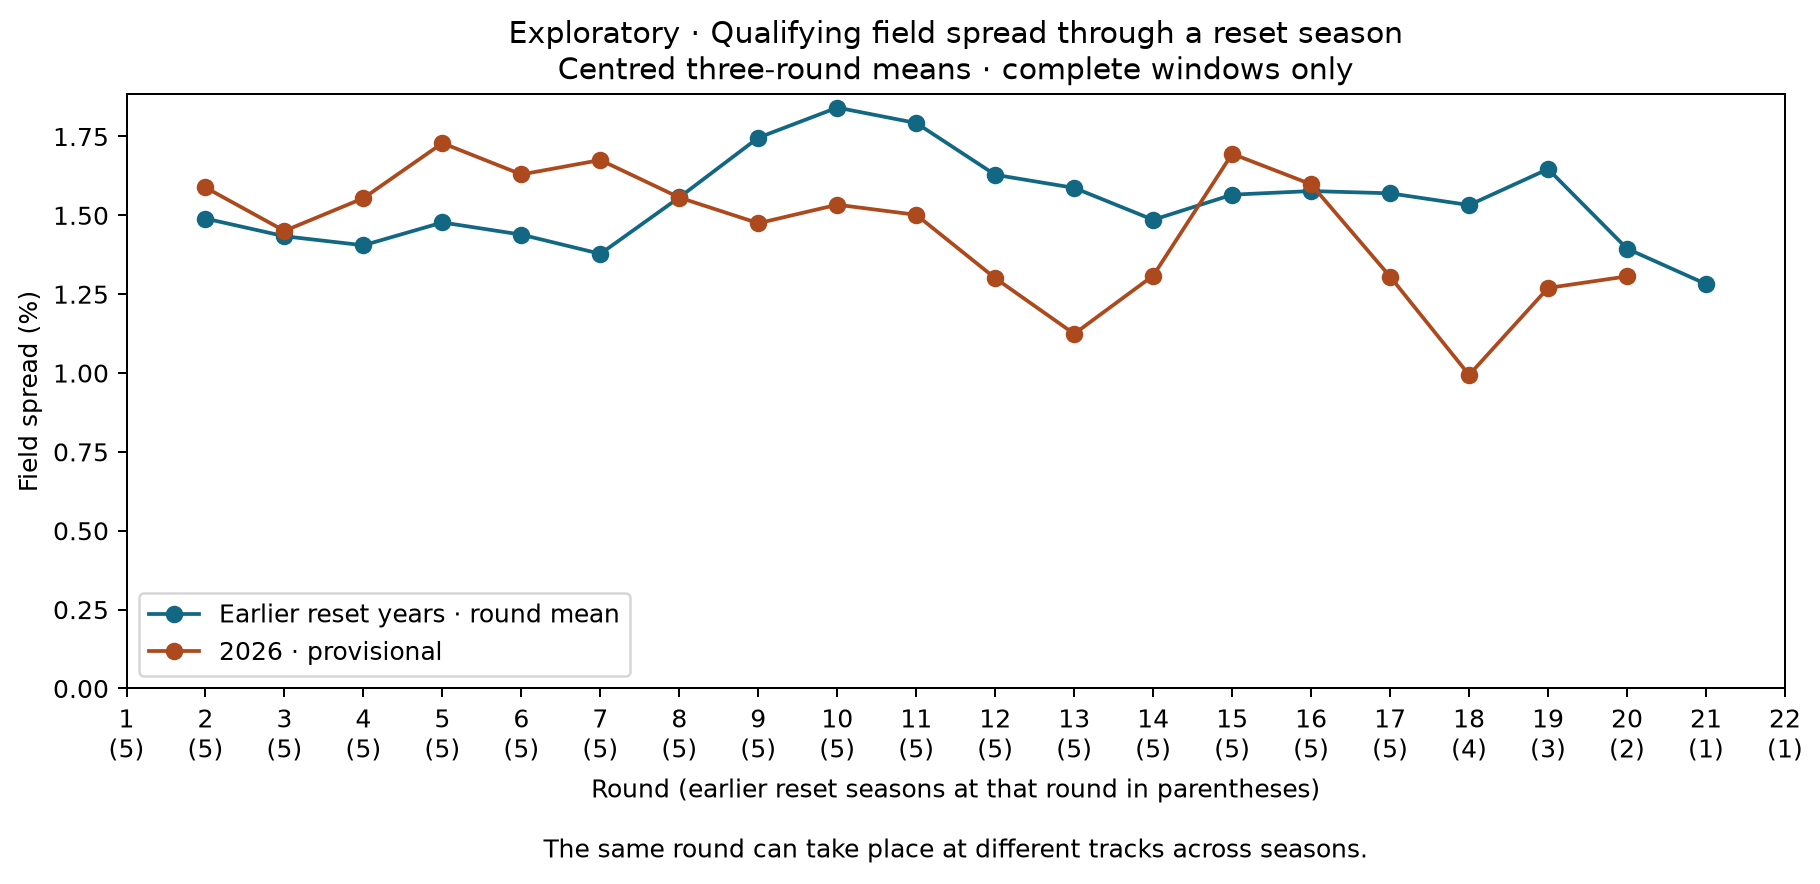 Exploratory · Qualifying field spread through a reset season
Centred three-round means · complete windows only
Field spread (%)
1.75
1.50
1.25
1.00
0.75
0.50
0.25
0.00
Earlier reset years · round mean
2026 · provisional
1 2 3 4 5 6 7 8 9 10 11 12 13 14 15 16 17 18 19 20 21 22
(5) (5) (5) (5) (5) (5) (5) (5) (5) (5) (5) (5) (5) (5) (5) (5) (5) (4) (3) (2) (1) (1)
Round (earlier reset seasons at that round in parentheses)
The same round can take place at different tracks across seasons.